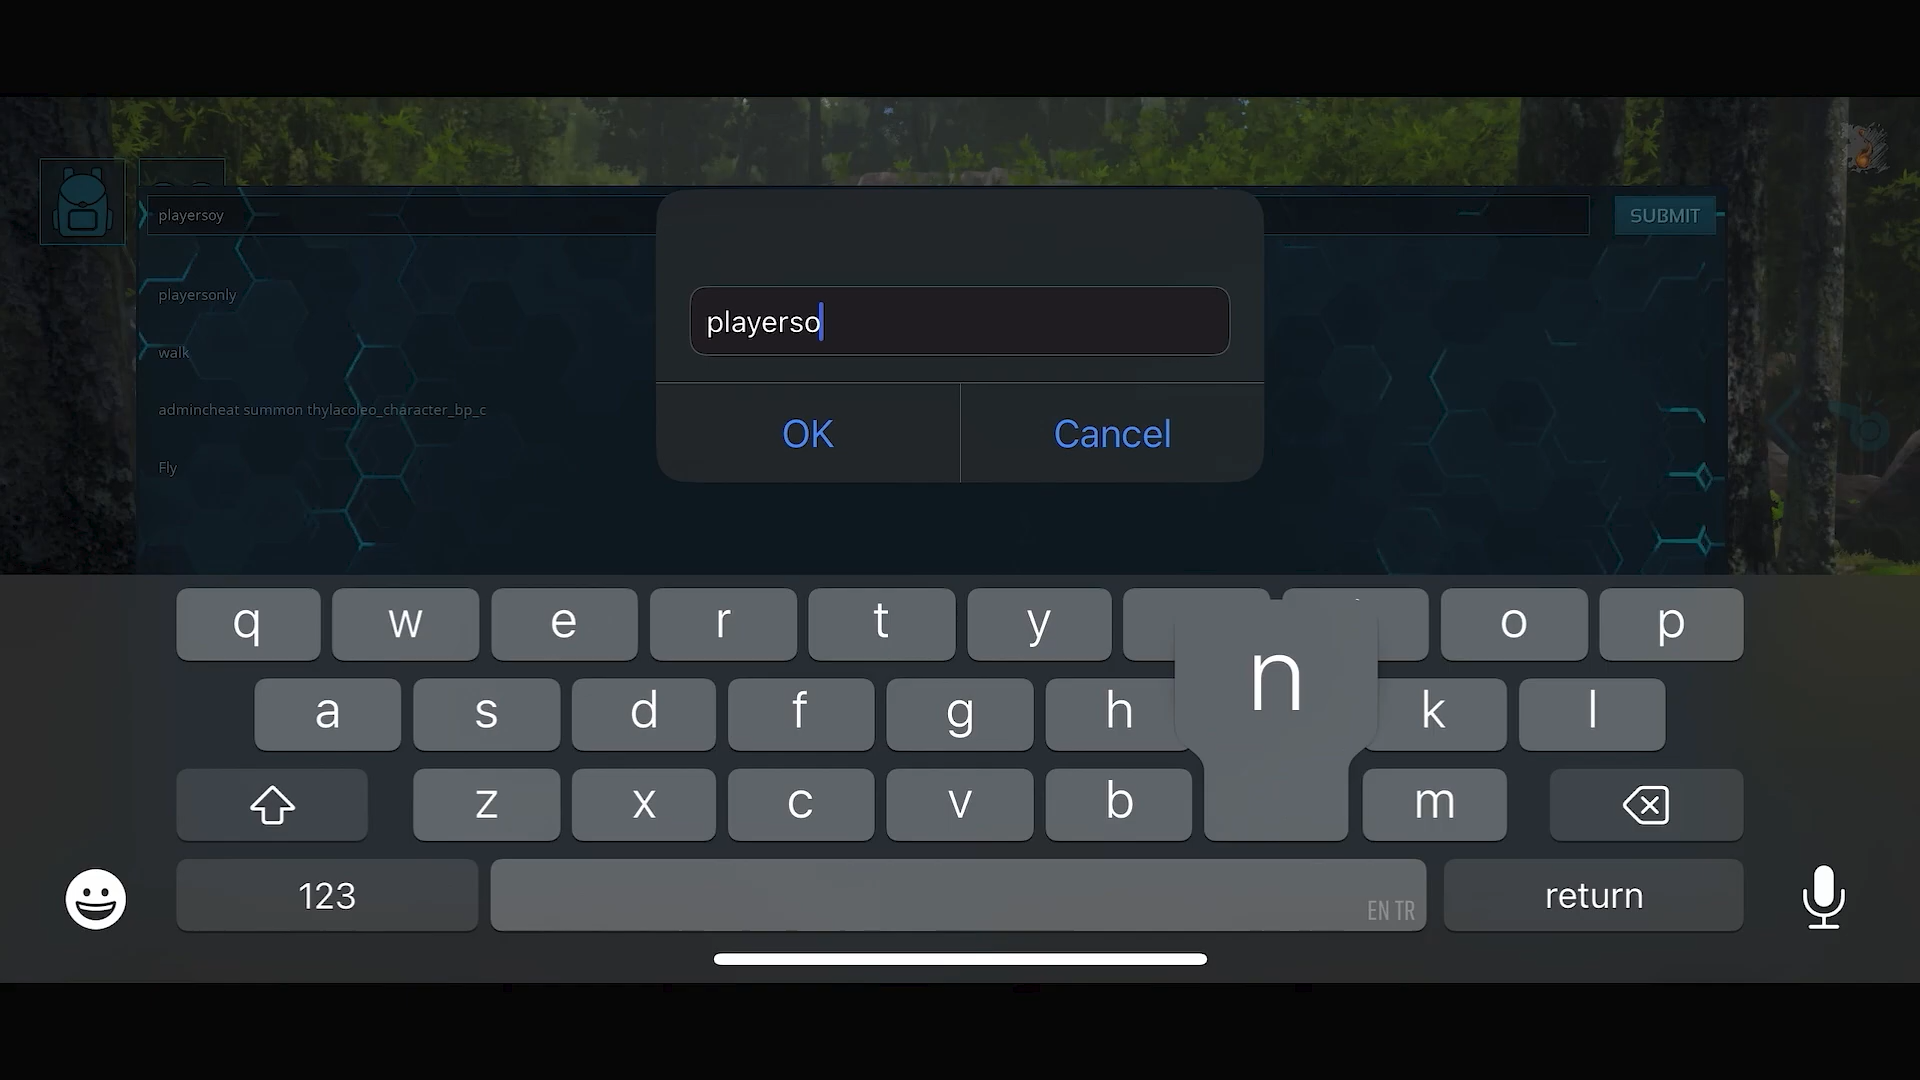 playersoy
SUBMIT
playersonly
walk
admincheat summon thylacoleo_character_bp_c
Fly
playerso
OK
Cancel
q w e r t y o p
a s d f g h n k l
z x c v b m
123
EN TR
return